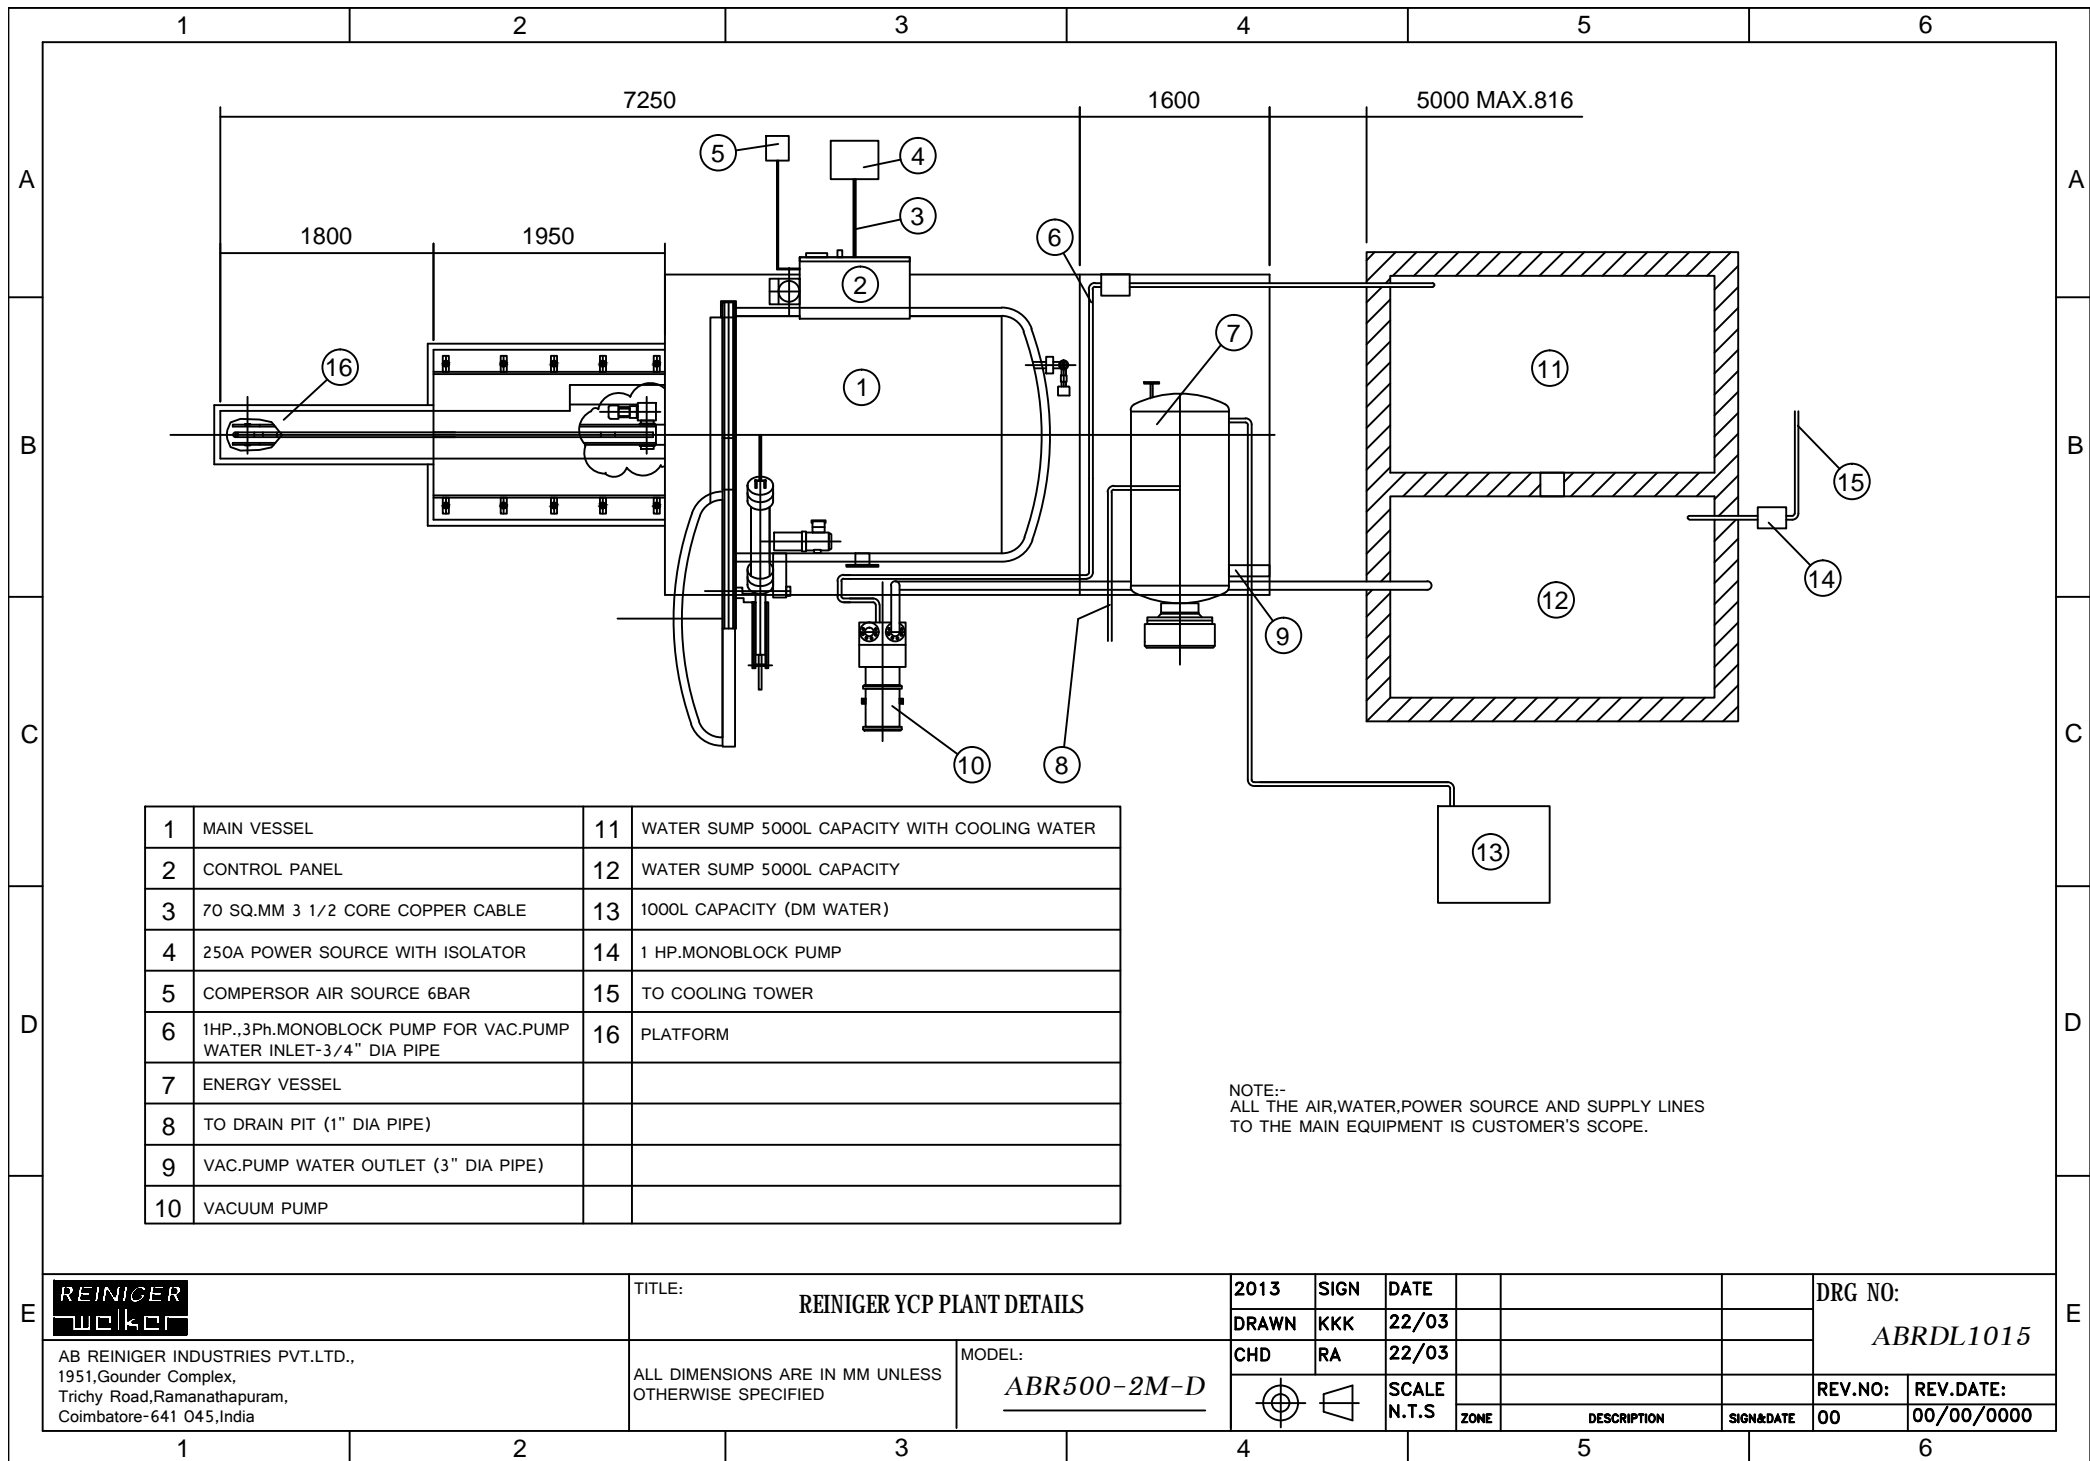 1 2 3 4 5 6
7250 1600 5000 MAX.816
5 4
A A
3
1800 1950 6
2
7
16 1 11
B B
15
14
12
9
C C
10 8
13
1 MAIN VESSEL 11 WATER SUMP 5000L CAPACITY WITH COOLING WATER
2 CONTROL PANEL 12 WATER SUMP 5000L CAPACITY
3 70 SQ.MM 3 1/2 CORE COPPER CABLE 13 1000L CAPACITY (DM WATER)
4 250A POWER SOURCE WITH ISOLATOR 14 1 HP.MONOBLOCK PUMP
5 COMPERSOR AIR SOURCE 6BAR 15 TO COOLING TOWER
6 1HP.,3Ph.MONOBLOCK PUMP FOR VAC.PUMP
WATER INLET-3/4" DIA PIPE
16 PLATFORM
7 ENERGY VESSEL
8 TO DRAIN PIT (1" DIA PIPE)
9 VAC.PUMP WATER OUTLET (3" DIA PIPE)
10 VACUUM PUMP
D D
NOTE:-
ALL THE AIR,WATER,POWER SOURCE AND SUPPLY LINES
TO THE MAIN EQUIPMENT IS CUSTOMER'S SCOPE.
E E
REINIGER
welker
AB REINIGER INDUSTRIES PVT.LTD.,
1951,Gounder Complex,
Trichy Road,Ramanathapuram,
Coimbatore-641 045,India
TITLE:
REINIGER YCP PLANT DETAILS
ALL DIMENSIONS ARE IN MM UNLESS
OTHERWISE SPECIFIED
MODEL:
ABR500-2M-D
2013 SIGN DATE
DRAWN KKK 22/03
CHD RA 22/03
SCALE
N.T.S
ZONE DESCRIPTION SIGN&DATE
DRG NO:
ABRDL1015
REV.NO: REV.DATE:
00 00/00/0000
1 2 3 4 5 6